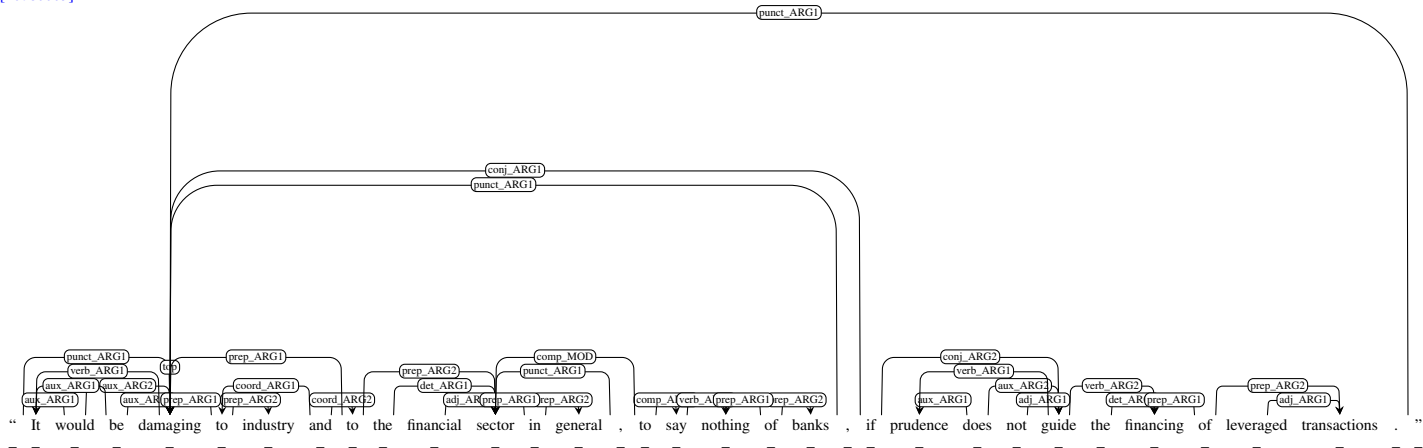 punct_ARG1
conj_ARG1
punct_ARG1
punct_ARG1 top prep_ARG1 comp_MOD conj_ARG2
verb_ARG1 prep_ARG2 punct_ARG1 verb_ARG1
aux_ARG1 aux_ARG2 coord_ARG1 det_ARG1 aux_ARG2 verb_ARG2 prep_ARG2
aux_ARG1 prep_ARG1 prep_ARG2 coord_ARG2 prep_ARG1 prep_ARG1 aux_ARG1 adj_ARG1 prep_ARG1 adj_ARG1
“ It would be damaging to industry and to the financial sector in general , to say nothing of banks , if prudence does not guide the financing of leveraged transactions . ”